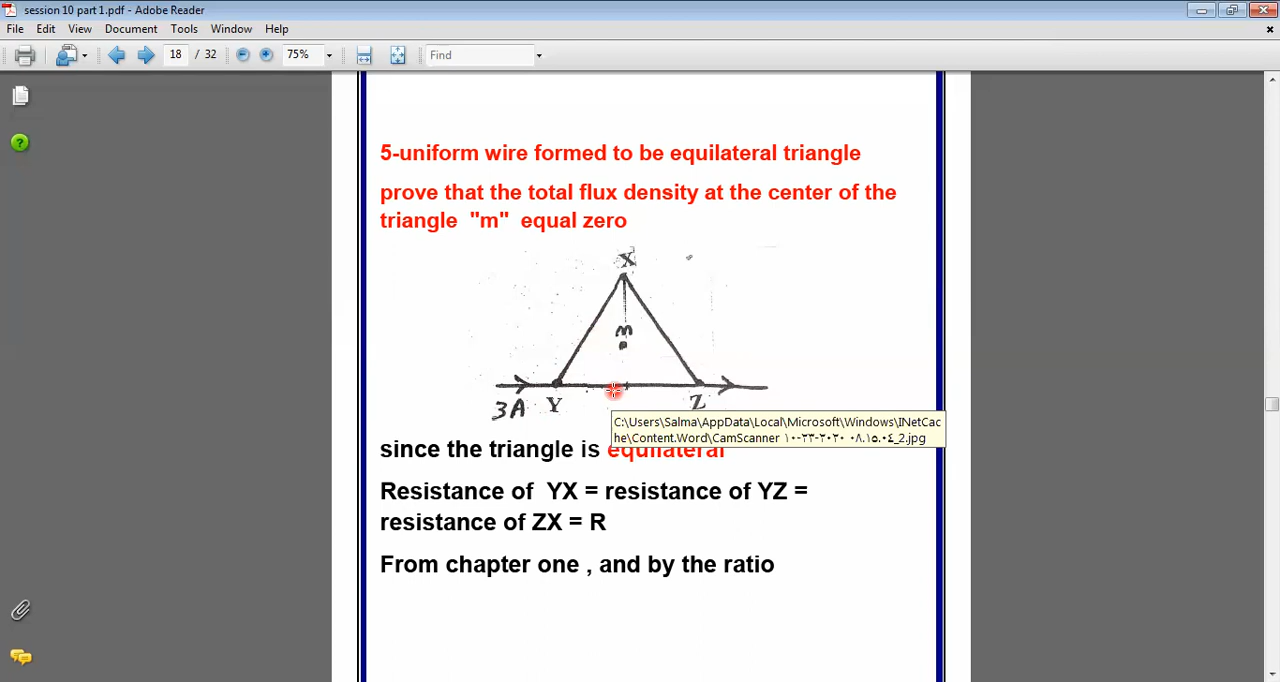 session 10 part 1.pdf - Adobe Reader
File Edit View Document Tools Window Help
18 / 32 75% Find
5-uniform wire formed to be equilateral triangle
prove that the total flux density at the center of the
triangle "m" equal zero
X
m
3A Y Z
C:\Users\Salma\AppData\Local\Microsoft\Windows\INetCac
he\Content.Word\CamScanner ١٠-٢٣-٢٠٢٠ ٠٨.١٥.٠٤_2.jpg
since the triangle is equilateral
Resistance of YX = resistance of YZ =
resistance of ZX = R
From chapter one , and by the ratio